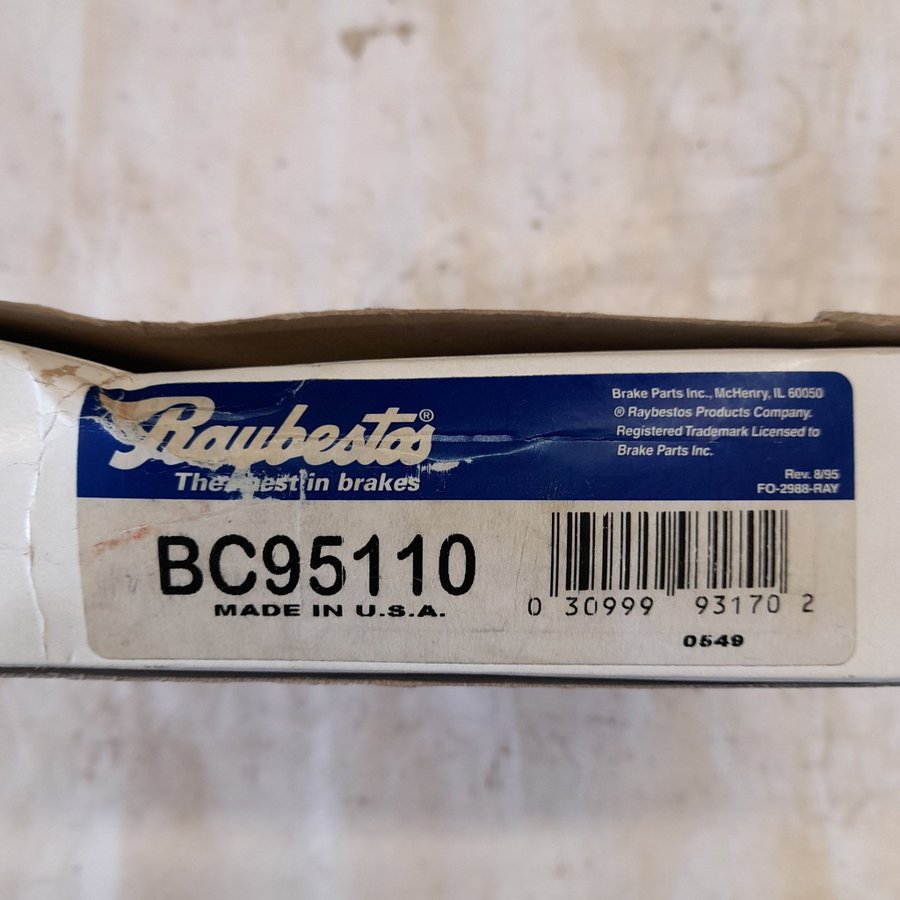 Raybestos®
The best in brakes
Brake Parts Inc., McHenry, IL 60050
® Raybestos Products Company.
Registered Trademark Licensed to
Brake Parts Inc.
Rev. 8/95
FO-2988-RAY
BC95110
MADE IN U.S.A.
0 30999 93170 2
0549